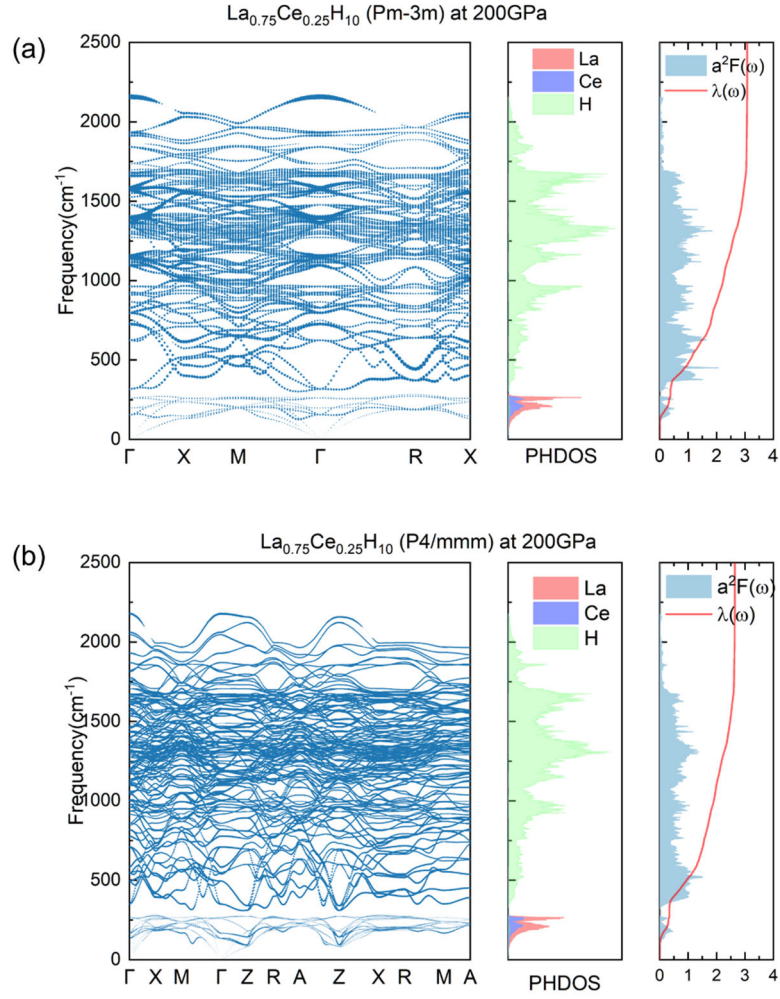 La0.75Ce0.25H10 (Pm-3m) at 200GPa
(a)
2500
2000
1500
1000
500
0
Frequency(cm-1)
Γ X M Γ R X
La
Ce
H
PHDOS
a2F(ω)
λ(ω)
0 1 2 3 4
La0.75Ce0.25H10 (P4/mmm) at 200GPa
(b)
2500
2000
1500
1000
500
0
Frequency(cm-1)
Γ X M Γ Z R A Z X R M A
La
Ce
H
PHDOS
a2F(ω)
λ(ω)
0 1 2 3 4